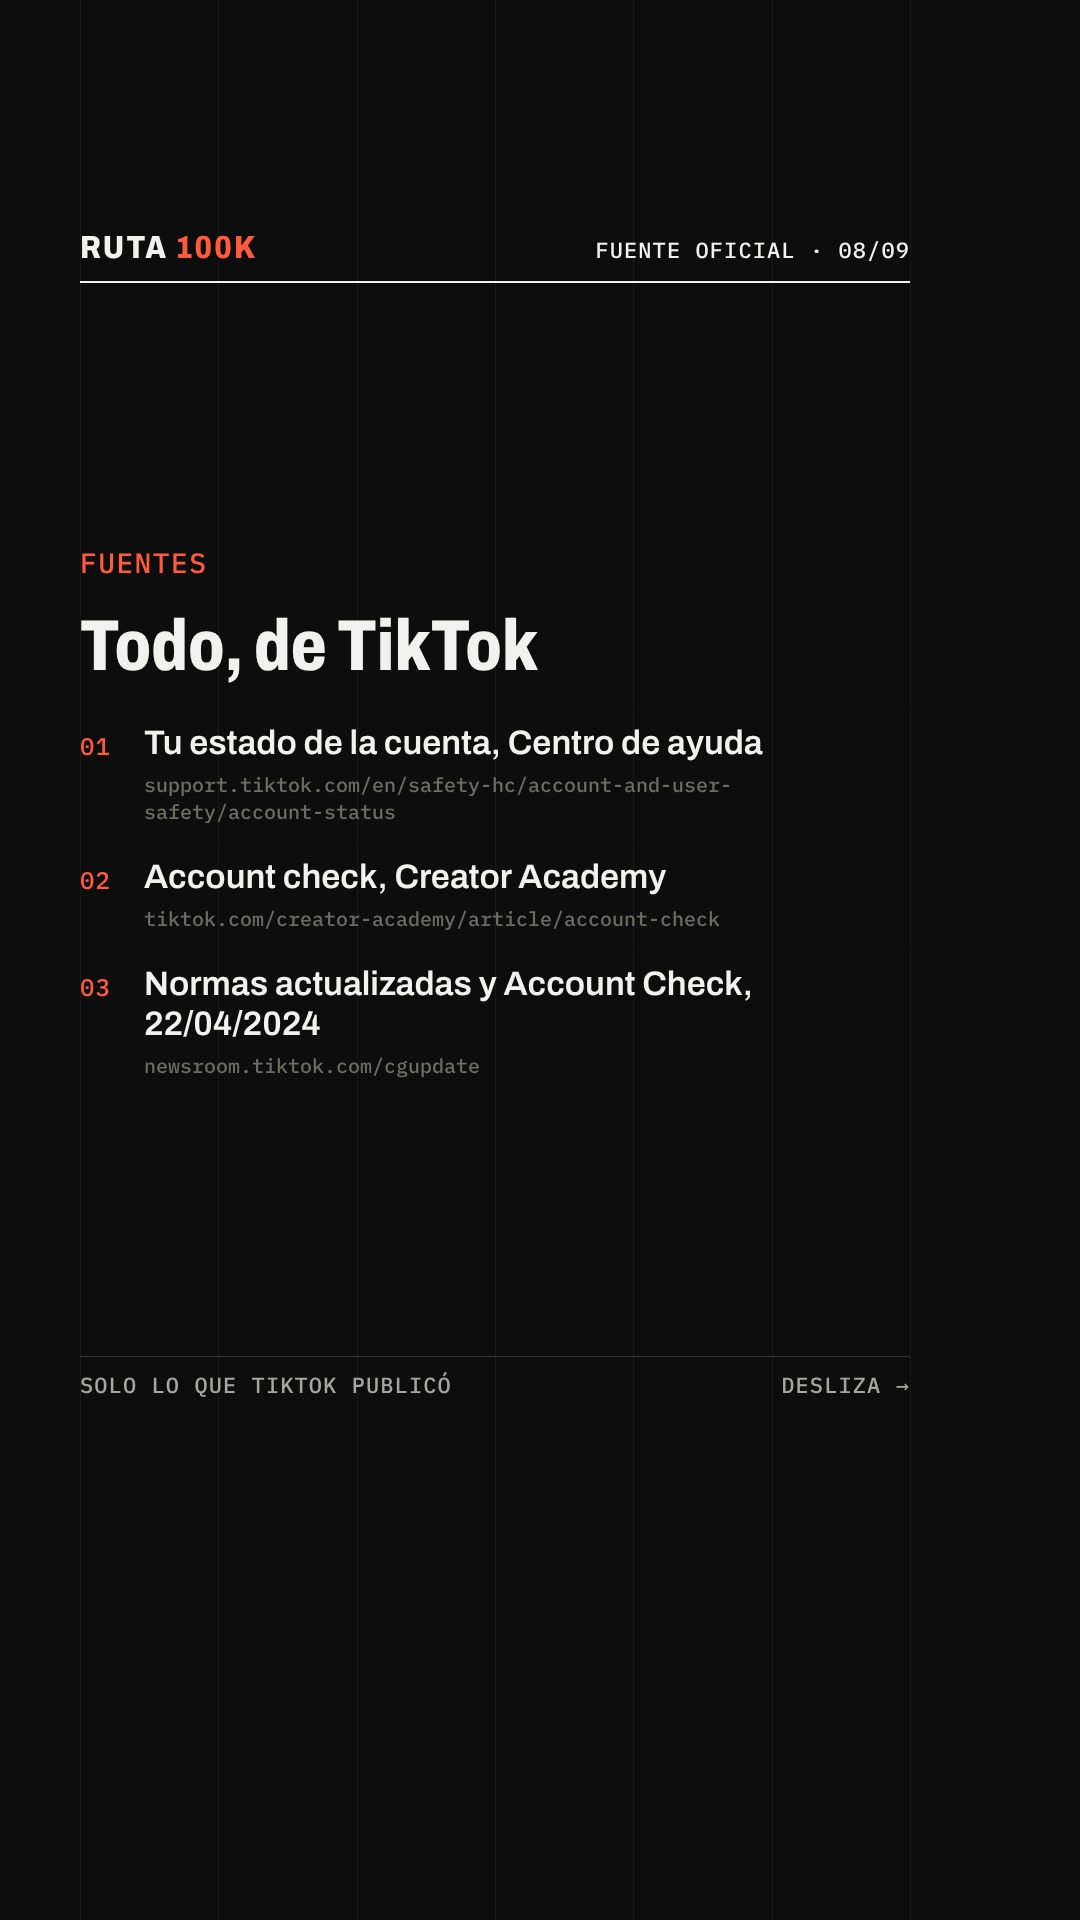 RUTA 100K
FUENTE OFICIAL · 08/09
FUENTES
Todo, de TikTok
01 Tu estado de la cuenta, Centro de ayuda
support.tiktok.com/en/safety-hc/account-and-user-
safety/account-status
02 Account check, Creator Academy
tiktok.com/creator-academy/article/account-check
03 Normas actualizadas y Account Check,
22/04/2024
newsroom.tiktok.com/cgupdate
SOLO LO QUE TIKTOK PUBLICÓ
DESLIZA →